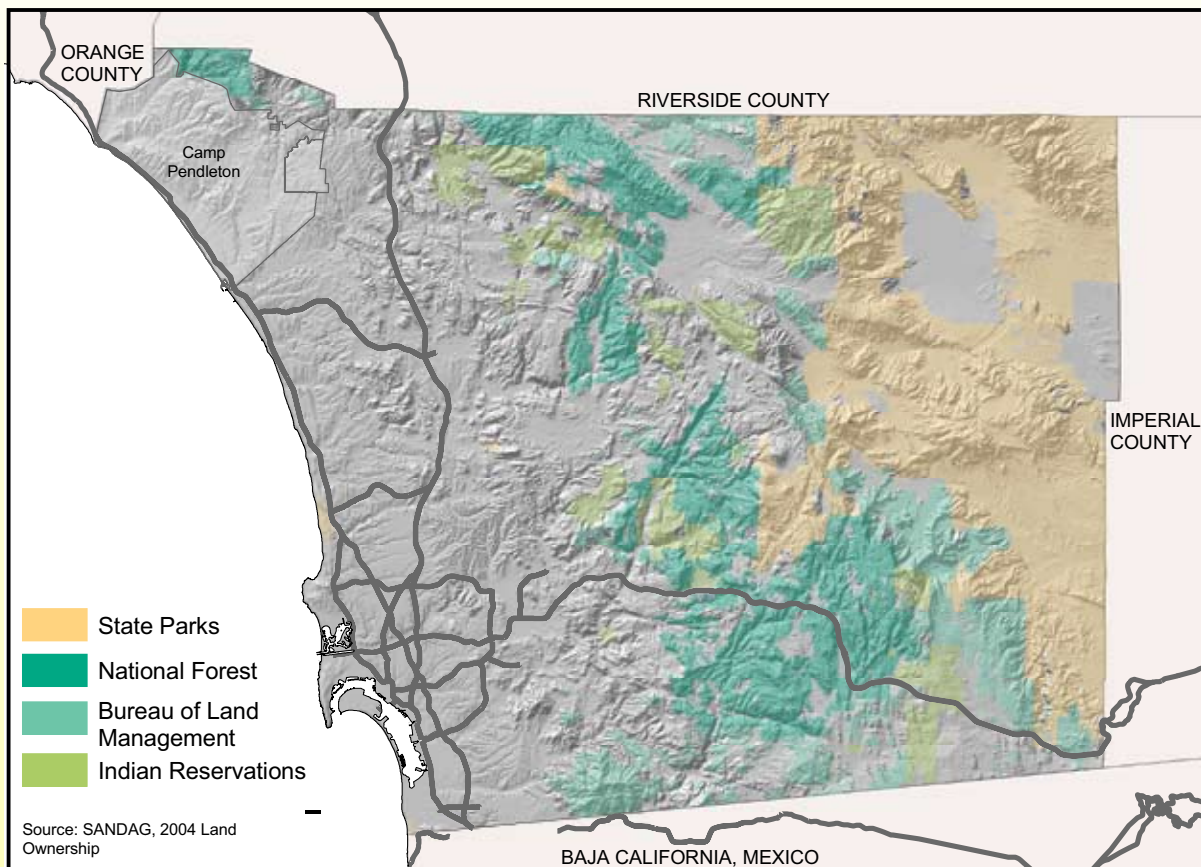 ORANGE
COUNTY
RIVERSIDE COUNTY
Camp
Pendleton
IMPERIAL
COUNTY
State Parks
National Forest
Bureau of Land
Management
Indian Reservations
Source: SANDAG, 2004 Land
Ownership
BAJA CALIFORNIA, MEXICO